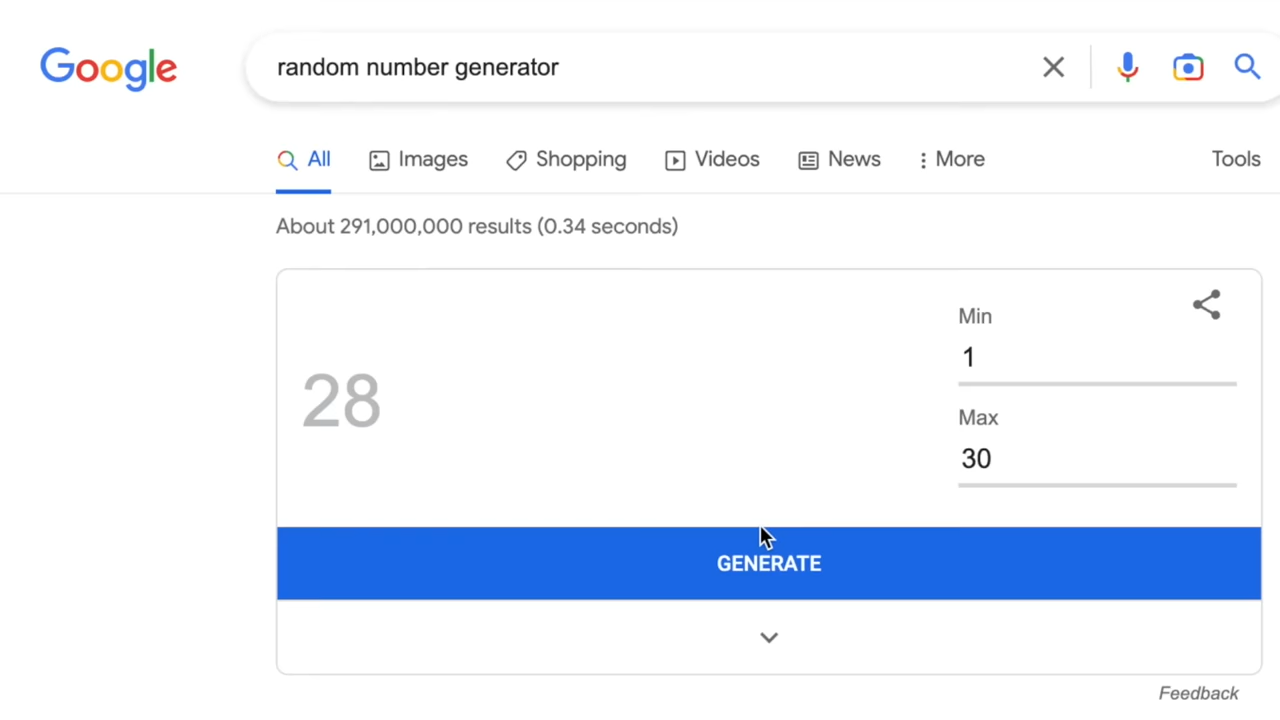 Google
random number generator
All Images Shopping Videos News More Tools
About 291,000,000 results (0.34 seconds)
Min
1
28
Max
30
GENERATE
Feedback